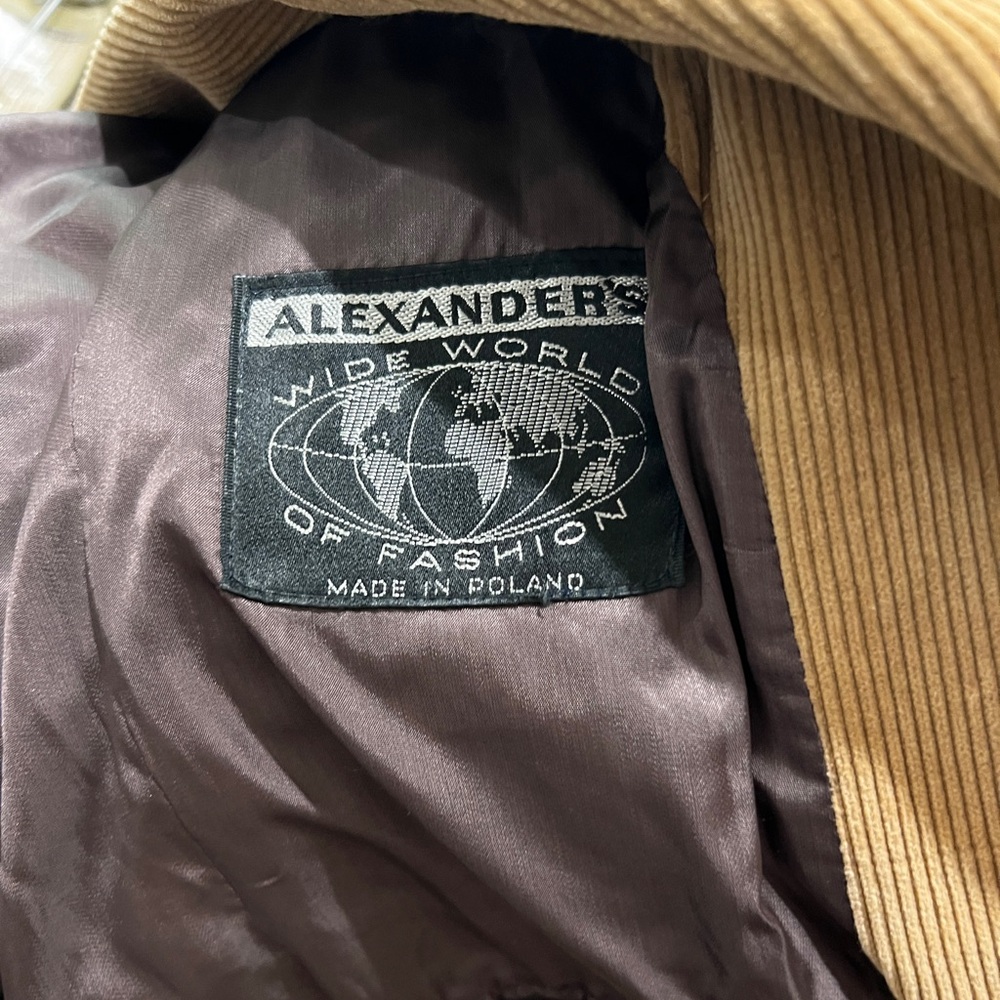 ALEXANDER'S
WIDE WORLD
OF FASHION
MADE IN POLAND